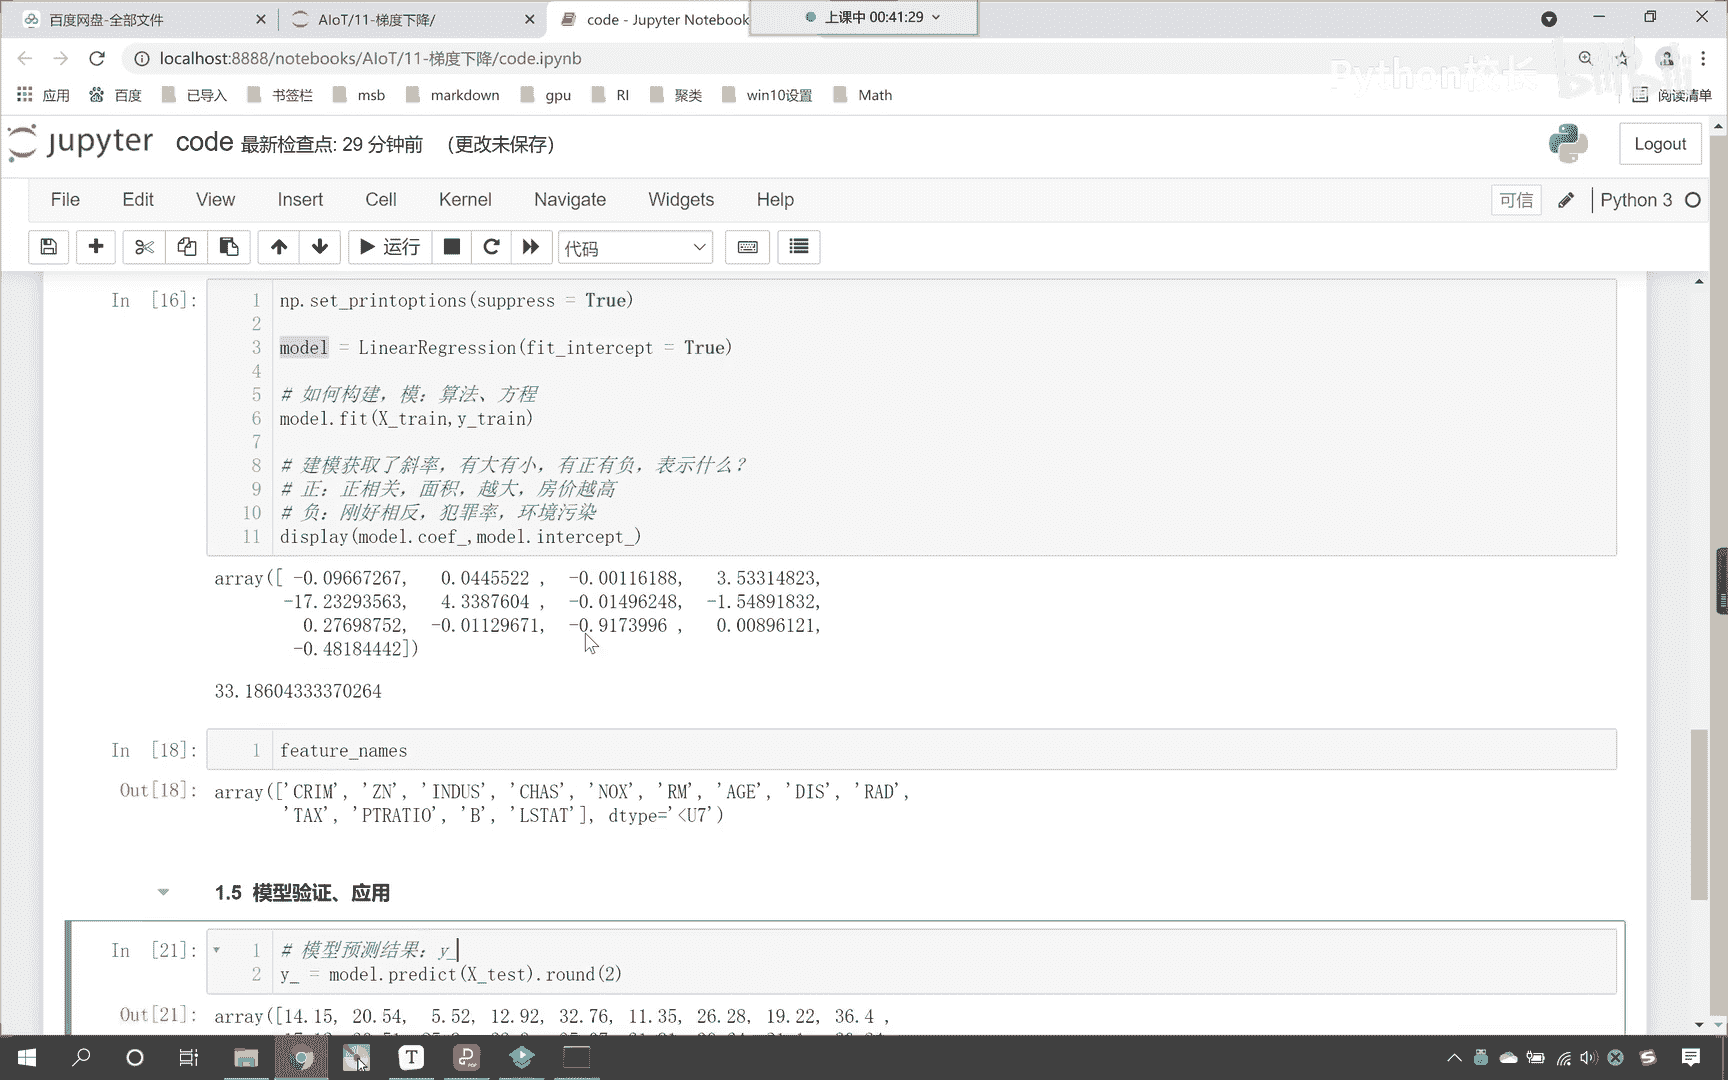 百度网盘-全部文件
AIoT/11-梯度下降/
code - Jupyter Notebook
上课中 00:41:29
localhost:8888/notebooks/AIoT/11-梯度下降/code.ipynb
Python校长 bilibili
应用 百度 已导入 书签栏 msb markdown gpu RI 聚类 win10设置 Math 阅读清单
jupyter code 最新检查点: 29 分钟前 (更改未保存) Logout
File Edit View Insert Cell Kernel Navigate Widgets Help 可信 Python 3
运行 代码
In [16]:
1 np.set_printoptions(suppress = True)
2
3 model = LinearRegression(fit_intercept = True)
4
5 # 如何构建，模：算法、方程
6 model.fit(X_train,y_train)
7
8 # 建模获取了斜率，有大有小，有正有负，表示什么？
9 # 正：正相关，面积，越大，房价越高
10 # 负：刚好相反，犯罪率，环境污染
11 display(model.coef_,model.intercept_)
array([ -0.09667267, 0.0445522 , -0.00116188, 3.53314823,
-17.23293563, 4.3387604 , -0.01496248, -1.54891832,
0.27698752, -0.01129671, -0.9173996 , 0.00896121,
-0.48184442])
33.18604333370264
In [18]: 1 feature_names
Out[18]: array(['CRIM', 'ZN', 'INDUS', 'CHAS', 'NOX', 'RM', 'AGE', 'DIS', 'RAD',
'TAX', 'PTRATIO', 'B', 'LSTAT'], dtype='<U7')
1.5 模型验证、应用
In [21]: 1 # 模型预测结果：y_
2 y_ = model.predict(X_test).round(2)
Out[21]: array([14.15, 20.54, 5.52, 12.92, 32.76, 11.35, 26.28, 19.22, 36.4 ,